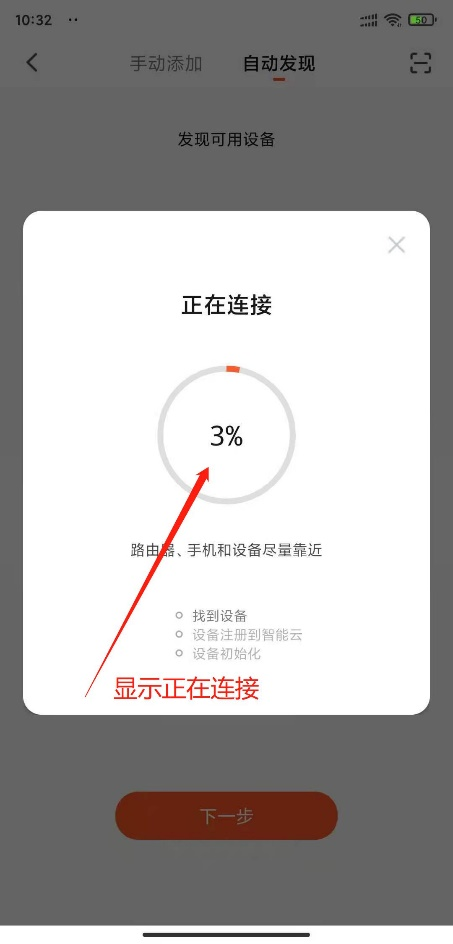 10:32
50
手动添加
自动发现
发现可用设备
正在连接
3%
路由器、手机和设备尽量靠近
找到设备
设备注册到智能云
设备初始化
显示正在连接
下一步